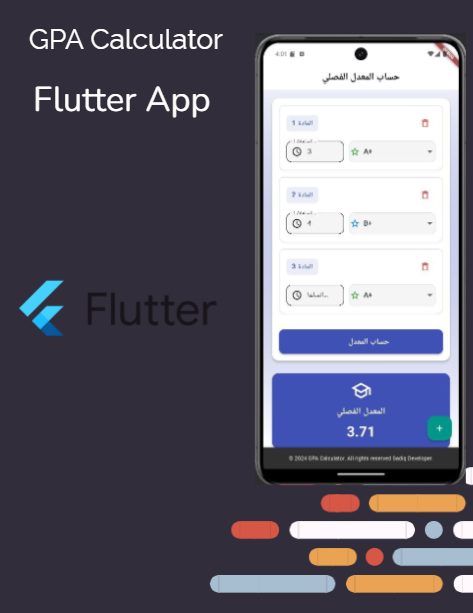 GPA Calculator
Flutter App
Flutter
4:01
حساب المعدل الفصلي
المادة 1
3
A+
المادة 2
4
B+
المادة 3
A+
حساب المعدل
المعدل الفصلي
3.71
+
© 2024 GPA Calculator. All rights reserved Sadiq Developer.